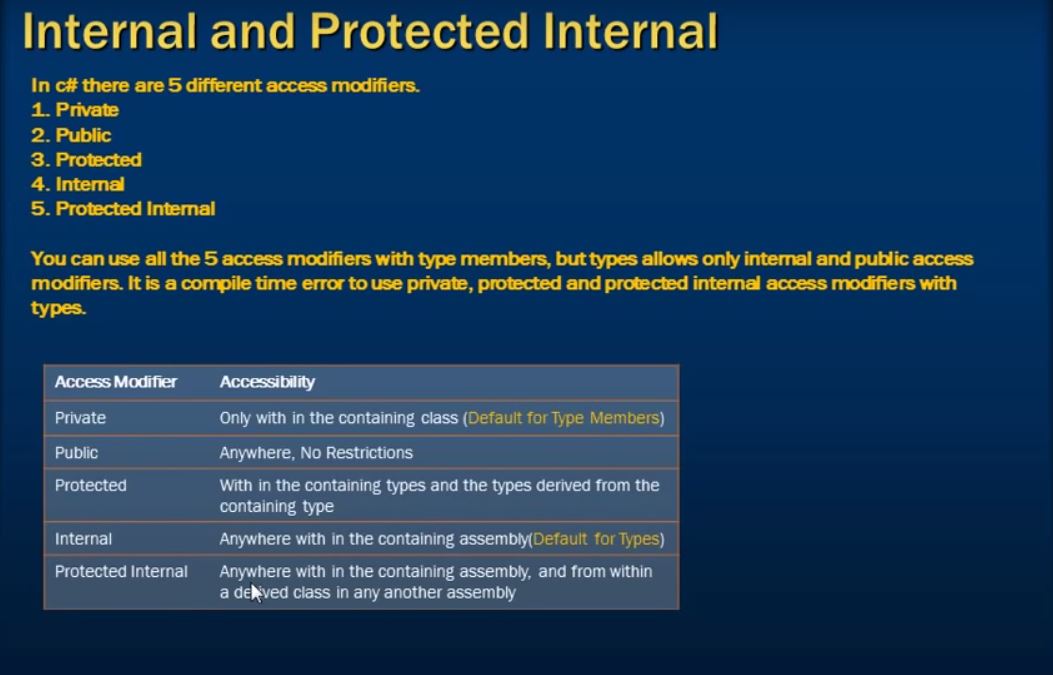 Internal and Protected Internal
In c# there are 5 different access modifiers.
1. Private
2. Public
3. Protected
4. Internal
5. Protected Internal
You can use all the 5 access modifiers with type members, but types allows only internal and public access
modifiers. It is a compile time error to use private, protected and protected internal access modifiers with
types.
Access Modifier Accessibility
Private Only with in the containing class (Default for Type Members)
Public Anywhere, No Restrictions
Protected With in the containing types and the types derived from the
containing type
Internal Anywhere with in the containing assembly(Default for Types)
Protected Internal Anywhere with in the containing assembly, and from within
a derived class in any another assembly